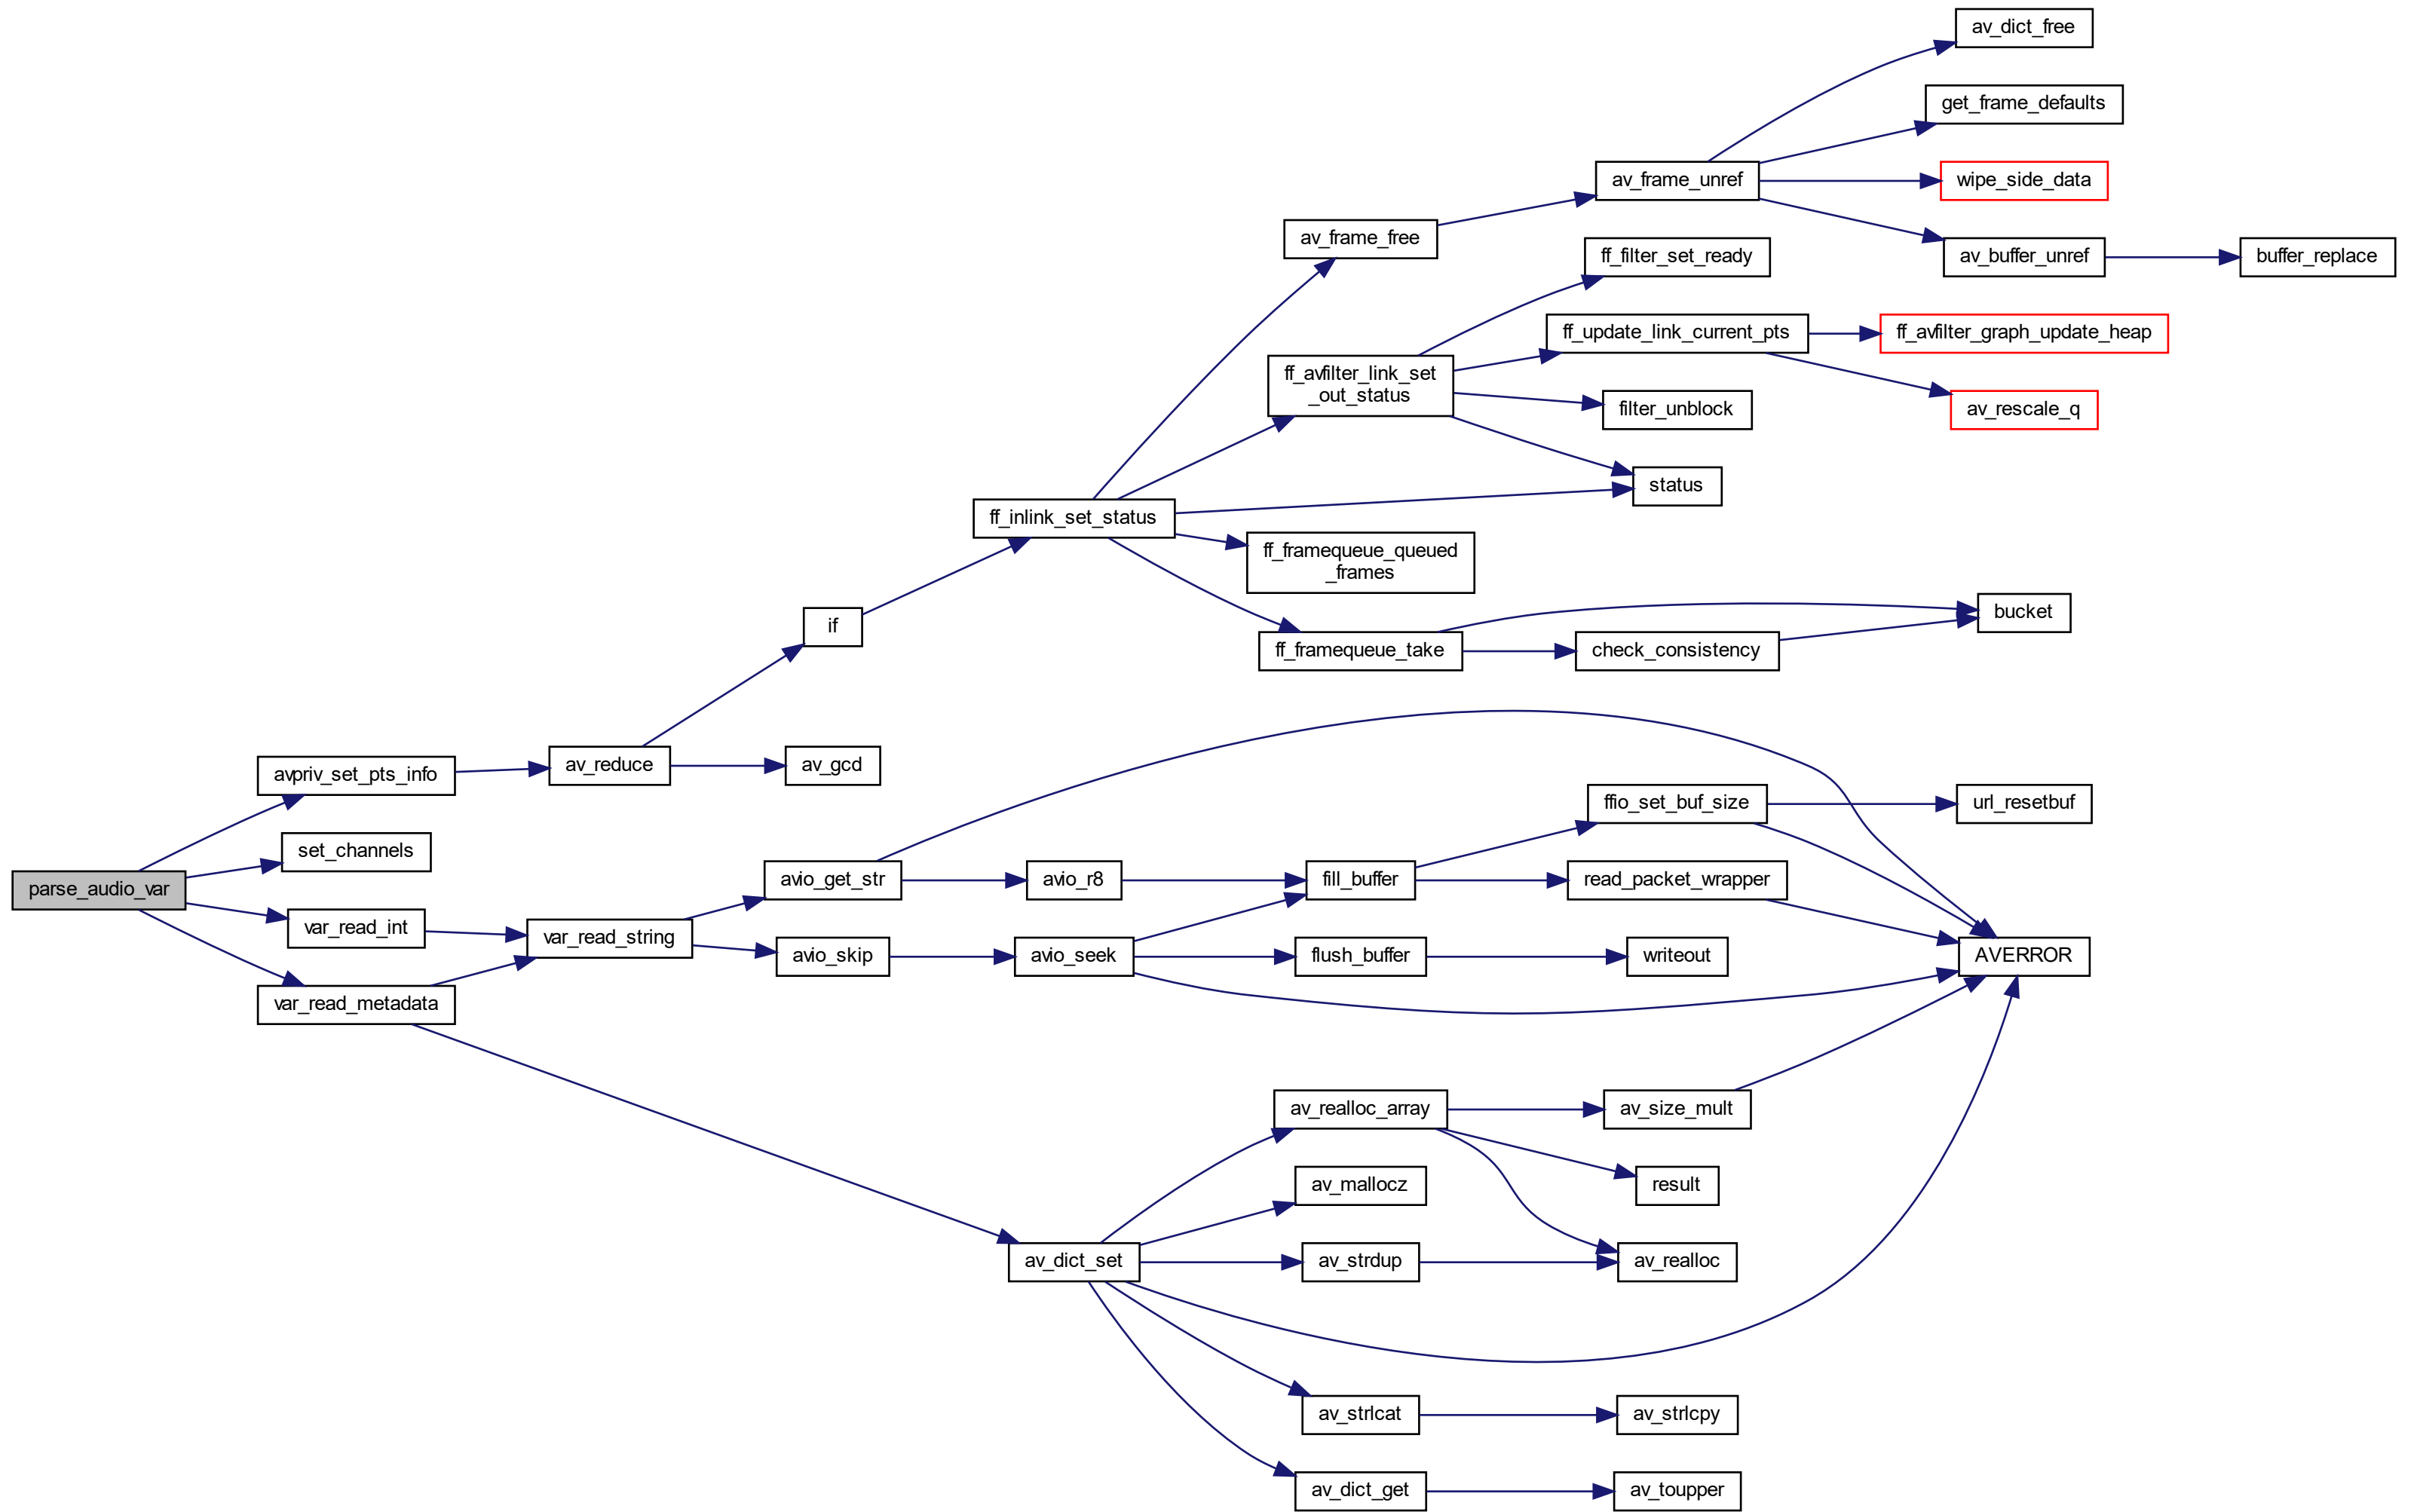 av_dict_free
get_frame_defaults
av_frame_unref
wipe_side_data
av_frame_free
ff_filter_set_ready
av_buffer_unref
buffer_replace
ff_update_link_current_pts
ff_avfilter_graph_update_heap
ff_avfilter_link_set
_out_status
filter_unblock
av_rescale_q
status
ff_inlink_set_status
ff_framequeue_queued
_frames
if
bucket
ff_framequeue_take
check_consistency
avpriv_set_pts_info
av_reduce
av_gcd
ffio_set_buf_size
url_resetbuf
set_channels
parse_audio_var
avio_get_str
avio_r8
fill_buffer
read_packet_wrapper
var_read_int
var_read_string
avio_skip
avio_seek
flush_buffer
writeout
AVERROR
var_read_metadata
av_realloc_array
av_size_mult
av_mallocz
result
av_dict_set
av_strdup
av_realloc
av_strlcat
av_strlcpy
av_dict_get
av_toupper